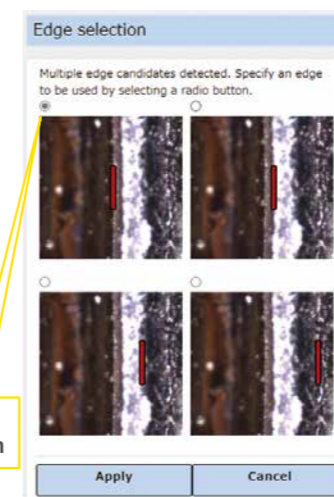 Edge selection
Multiple edge candidates detected. Specify an edge
to be used by selecting a radio button.
Apply
Cancel